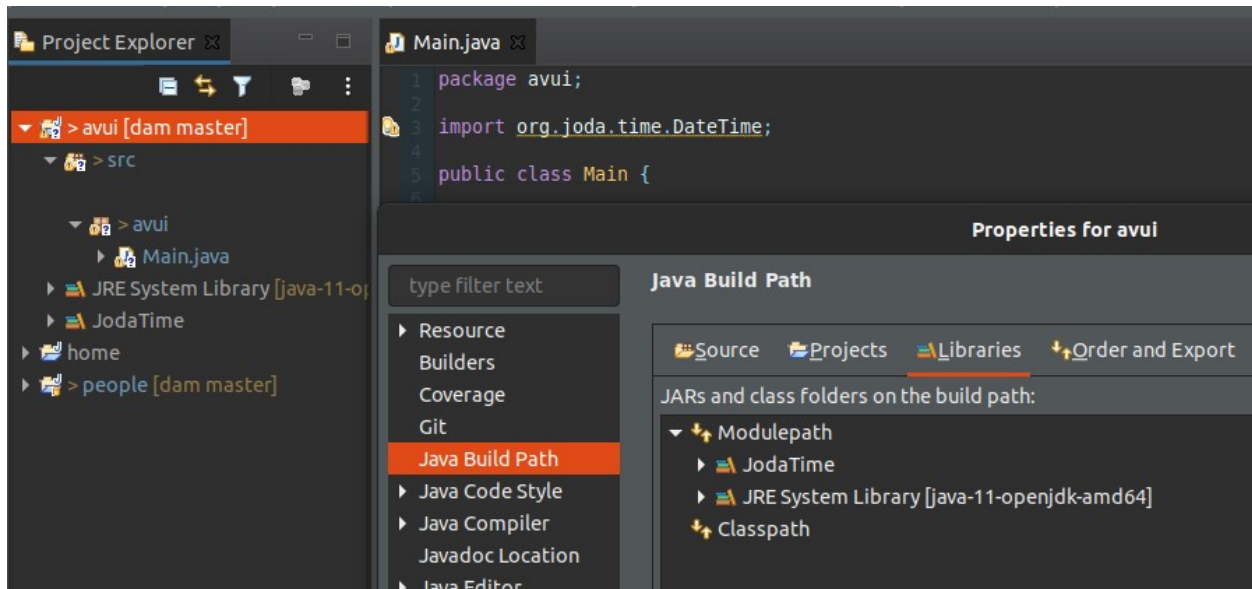 Project Explorer
> avui [dam master]
> src
> avui
Main.java
JRE System Library [java-11-op
JodaTime
home
> people [dam master]
Main.java
1 package avui;
2
3 import org.joda.time.DateTime;
4
5 public class Main {
6
Properties for avui
type filter text
Resource
Builders
Coverage
Git
Java Build Path
Java Code Style
Java Compiler
Javadoc Location
Java Editor
Java Build Path
Source Projects Libraries Order and Export
JARs and class folders on the build path:
Modulepath
JodaTime
JRE System Library [java-11-openjdk-amd64]
Classpath